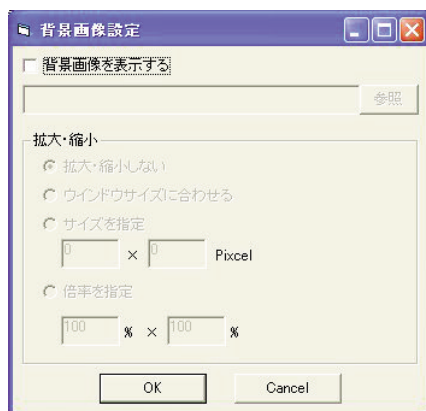 背景画像設定
背景画像を表示する
参照
拡大・縮小
拡大・縮小しない
ウインドウサイズに合わせる
サイズを指定
0 × 0 Pixcel
倍率を指定
100 % × 100 %
OK Cancel